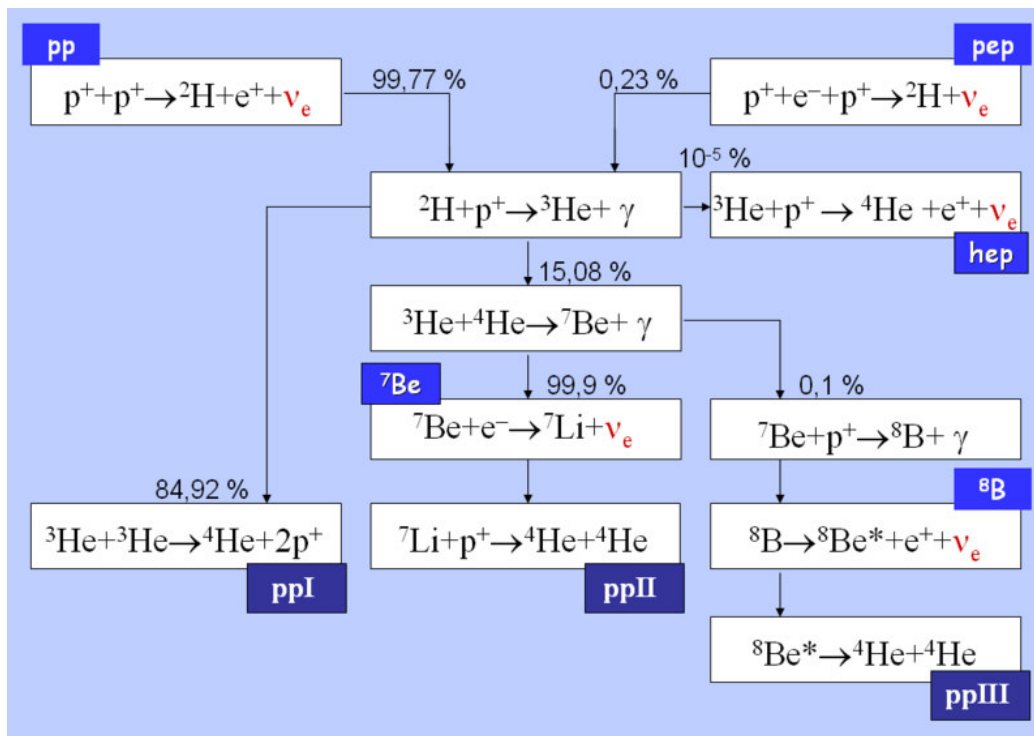 pp
pep
p⁺+p⁺→²H+e⁺+νₑ
99,77 %
0,23 %
p⁺+e⁻+p⁺→²H+νₑ
10⁻⁵ %
²H+p⁺→³He+ γ
³He+p⁺ → ⁴He +e⁺+νₑ
hep
15,08 %
³He+⁴He→⁷Be+ γ
⁷Be
99,9 %
0,1 %
⁷Be+e⁻→⁷Li+νₑ
⁷Be+p⁺→⁸B+ γ
⁸B
84,92 %
³He+³He→⁴He+2p⁺
⁷Li+p⁺→⁴He+⁴He
⁸B→⁸Be*+e⁺+νₑ
ppI
ppII
⁸Be*→⁴He+⁴He
ppIII